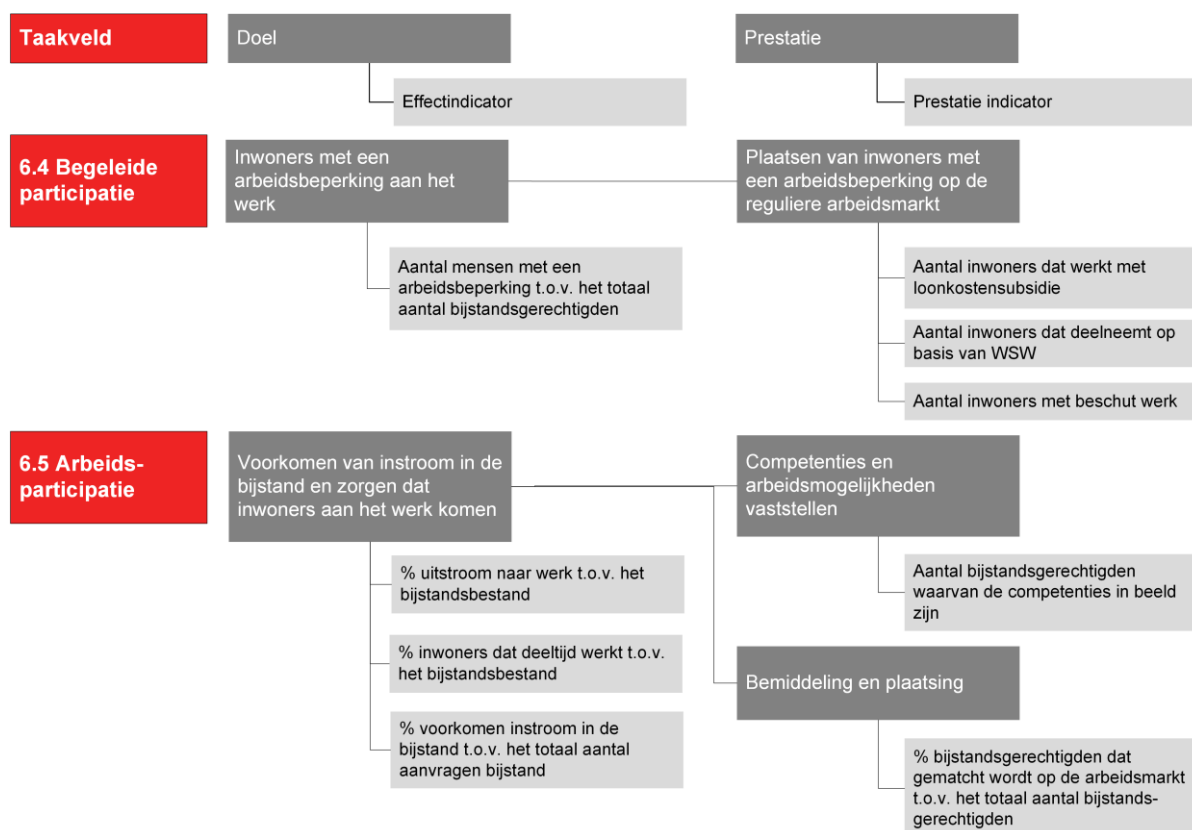 Taakveld
Doel
Prestatie
Effectindicator
Prestatie indicator
6.4 Begeleide
participatie
Inwoners met een
arbeidsbeperking aan het
werk
Plaatsen van inwoners met
een arbeidsbeperking op de
reguliere arbeidsmarkt
Aantal mensen met een
arbeidsbeperking t.o.v. het totaal
aantal bijstandsgerechtigden
Aantal inwoners dat werkt met
loonkostensubsidie
Aantal inwoners dat deelneemt op
basis van WSW
Aantal inwoners met beschut werk
6.5 Arbeids-
participatie
Voorkomen van instroom in de
bijstand en zorgen dat
inwoners aan het werk komen
Competenties en
arbeidsmogelijkheden
vaststellen
% uitstroom naar werk t.o.v. het
bijstandsbestand
Aantal bijstandsgerechtigden
waarvan de competenties in beeld
zijn
% inwoners dat deeltijd werkt t.o.v.
het bijstandsbestand
Bemiddeling en plaatsing
% voorkomen instroom in de
bijstand t.o.v. het totaal aantal
aanvragen bijstand
% bijstandsgerechtigden dat
gematcht wordt op de arbeidsmarkt
t.o.v. het totaal aantal bijstands-
gerechtigden